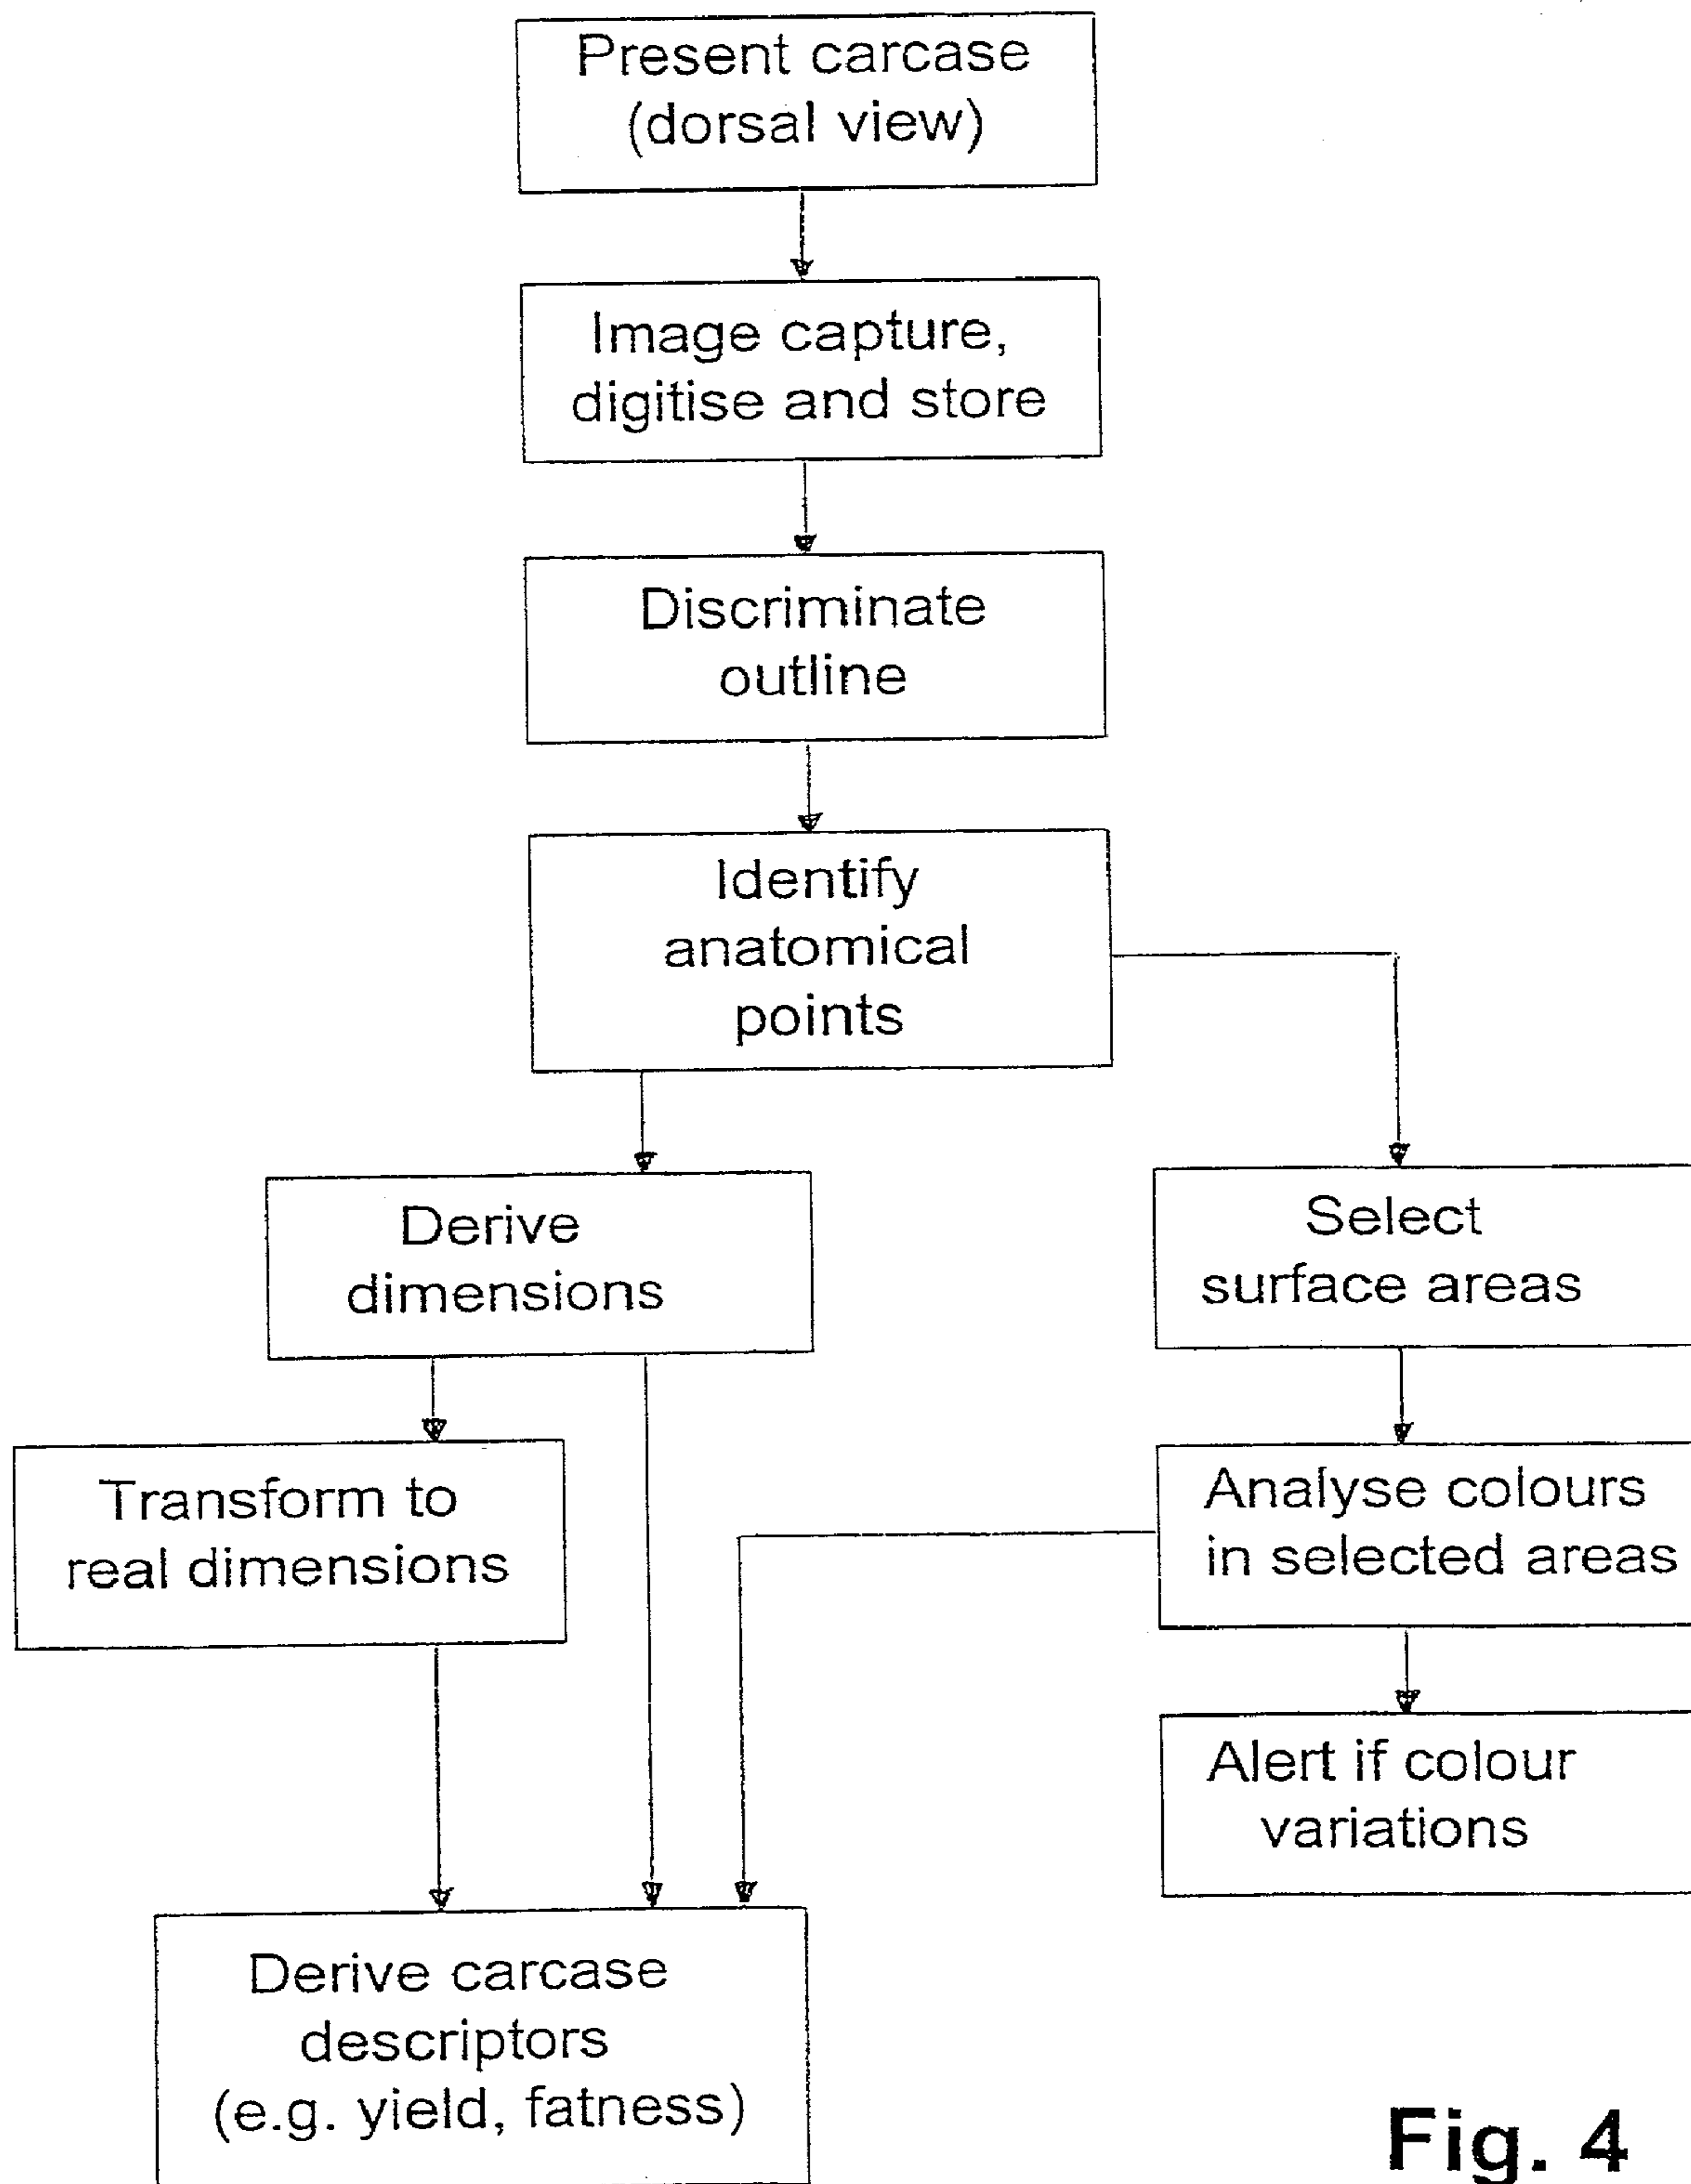 Present carcase
(dorsal view)
Image capture,
digitise and store
Discriminate
outline
Identify
anatomical
points
Derive
dimensions
Select
surface areas
Transform to
real dimensions
Analyse colours
in selected areas
Alert if colour
variations
Derive carcase
descriptors
(e.g. yield, fatness)
Fig. 4